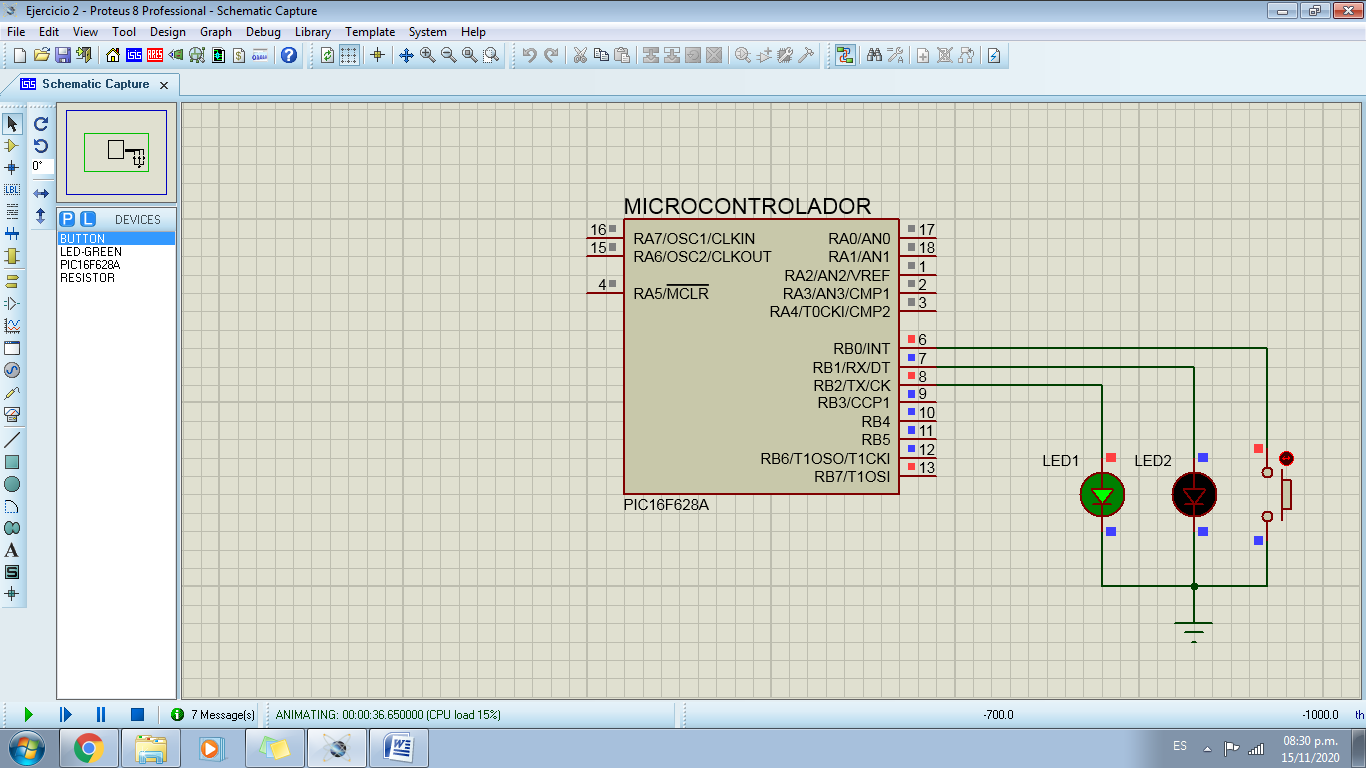 Ejercicio 2 - Proteus 8 Professional - Schematic Capture
File Edit View Tool Design Graph Debug Library Template System Help
Schematic Capture
0°
LBL
P L DEVICES
BUTTON
LED-GREEN
PIC16F628A
RESISTOR
MICROCONTROLADOR
16 RA7/OSC1/CLKIN RA0/AN0 17
15 RA6/OSC2/CLKOUT RA1/AN1 18
RA2/AN2/VREF 1
4 RA5/MCLR RA3/AN3/CMP1 2
RA4/T0CKI/CMP2 3
RB0/INT 6
RB1/RX/DT 7
RB2/TX/CK 8
RB3/CCP1 9
RB4 10
RB5 11
RB6/T1OSO/T1CKI 12
RB7/T1OSI 13
PIC16F628A
LED1 LED2
A
S
7 Message(s) ANIMATING: 00:00:36.650000 (CPU load 15%) -700.0 -1000.0 th
ES 08:30 p.m.
15/11/2020